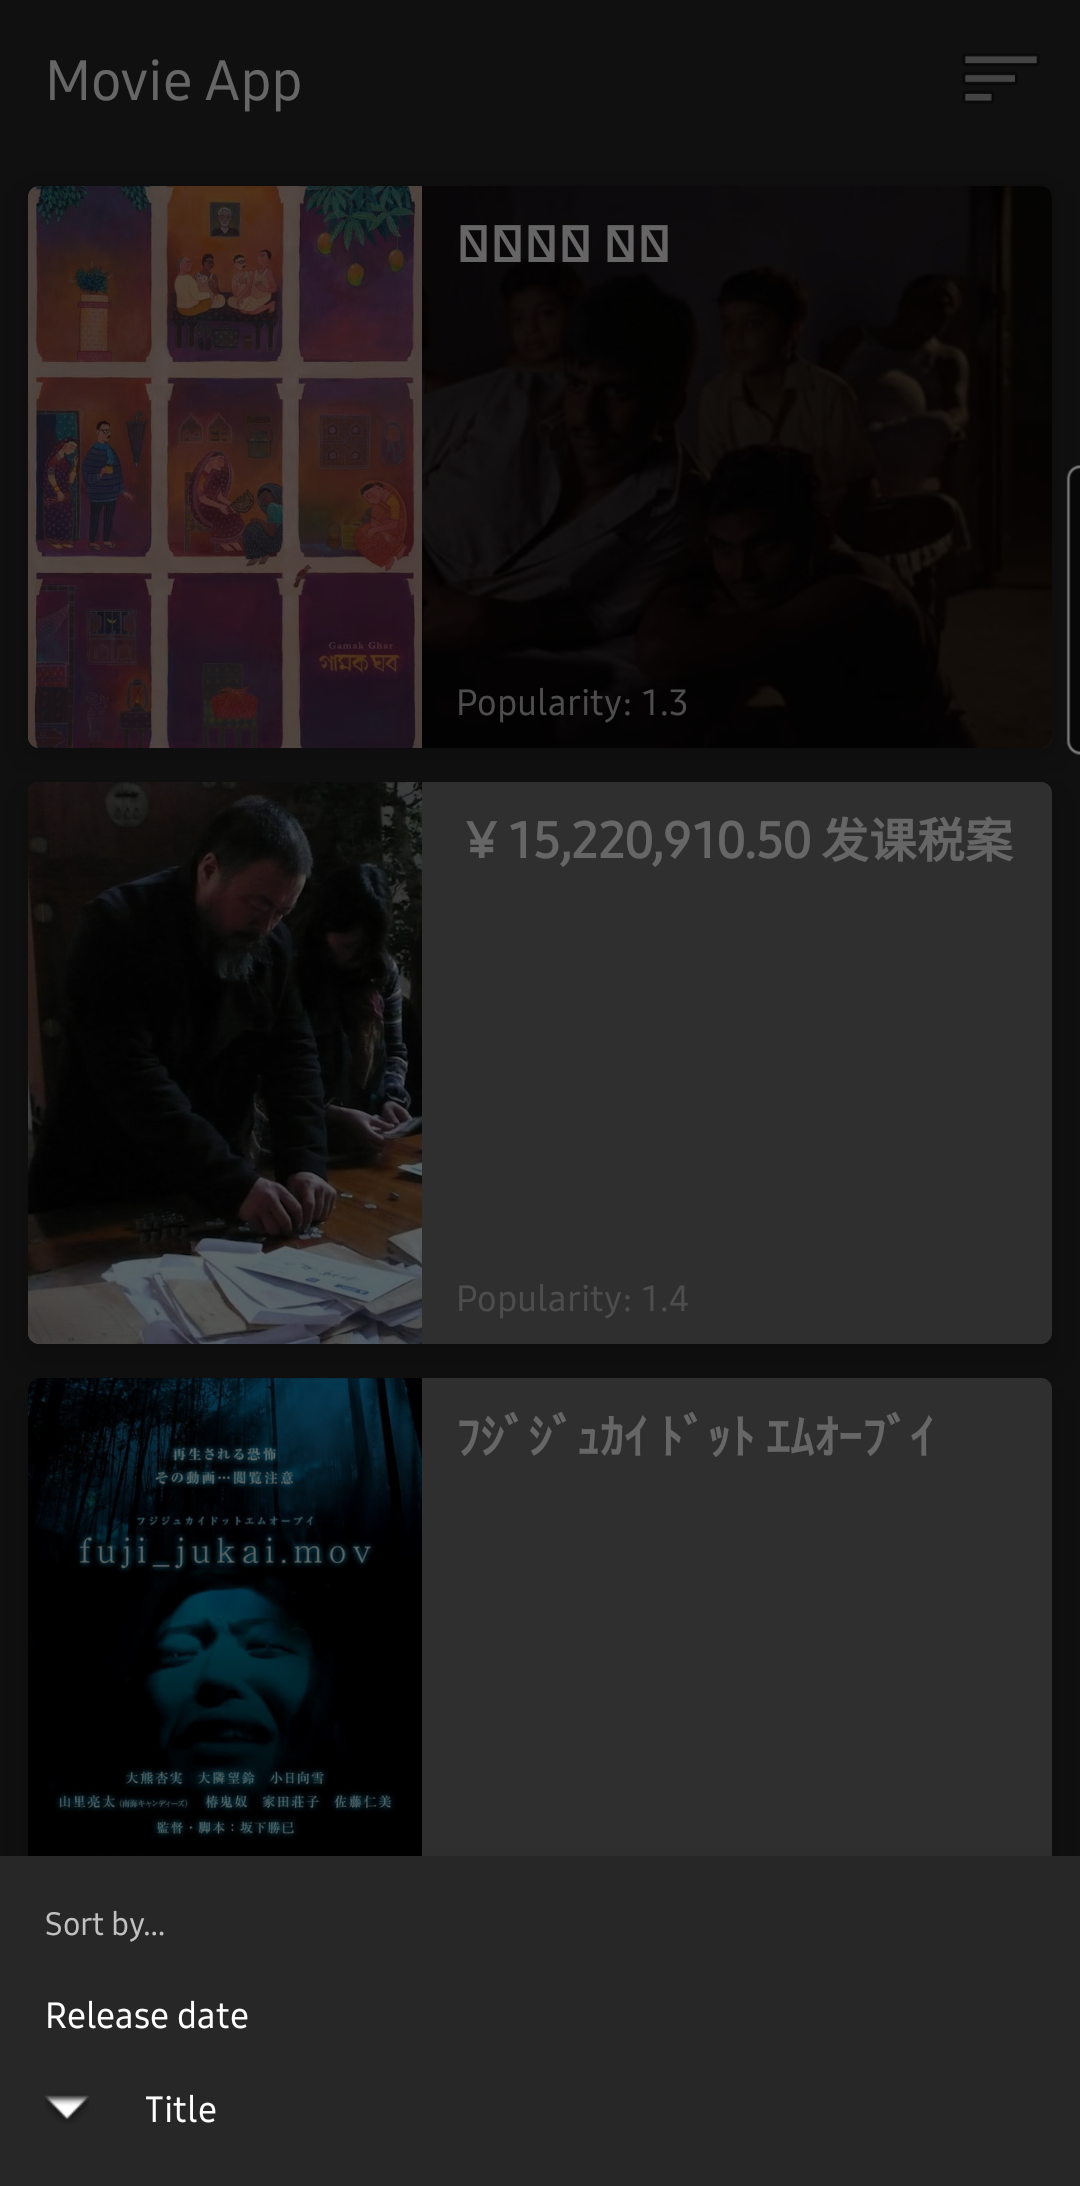 Movie App
Gamak Ghar
Popularity: 1.3
￥15,220,910.50 发课税案
Popularity: 1.4
ﾌｼﾞｼﾞｭｶｲ ﾄﾞｯﾄ ｴﾑｵｰﾌﾞｲ
再生される恐怖
その動画…閲覧注意
フジジュカイドットエムオーブイ
fuji_jukai.mov
大熊杏実 大隣望鈴 小日向雪
山里亮太（南海キャンディーズ） 椿鬼奴 家田荘子 佐藤仁美
監督・脚本：坂下勝巳
Sort by...
Release date
Title